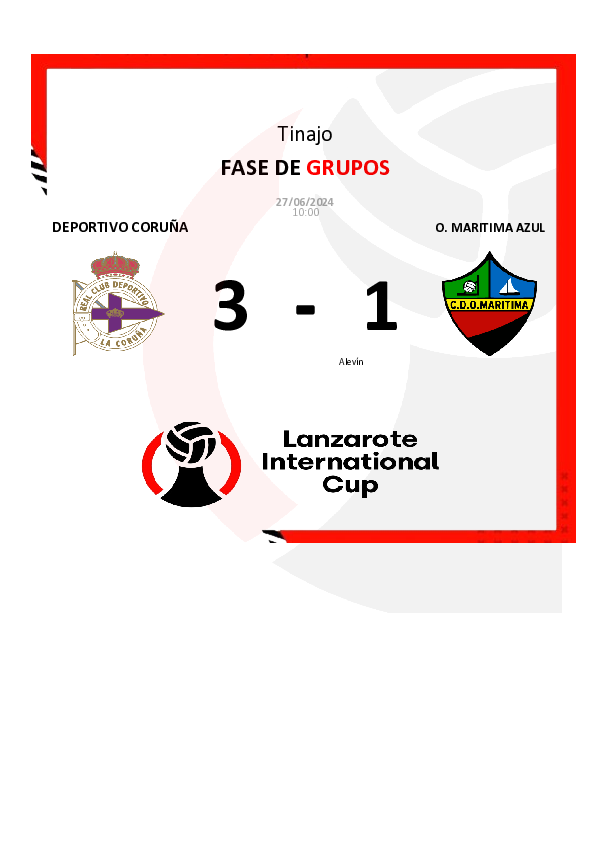 Tinajo
FASE DE GRUPOS
27/06/2024
10:00
DEPORTIVO CORUÑA
O. MARITIMA AZUL
REAL CLUB DEPORTIVO
LA CORUÑA
C.D.O.MARITIMA
3 - 1
Alevín
Lanzarote
International
Cup